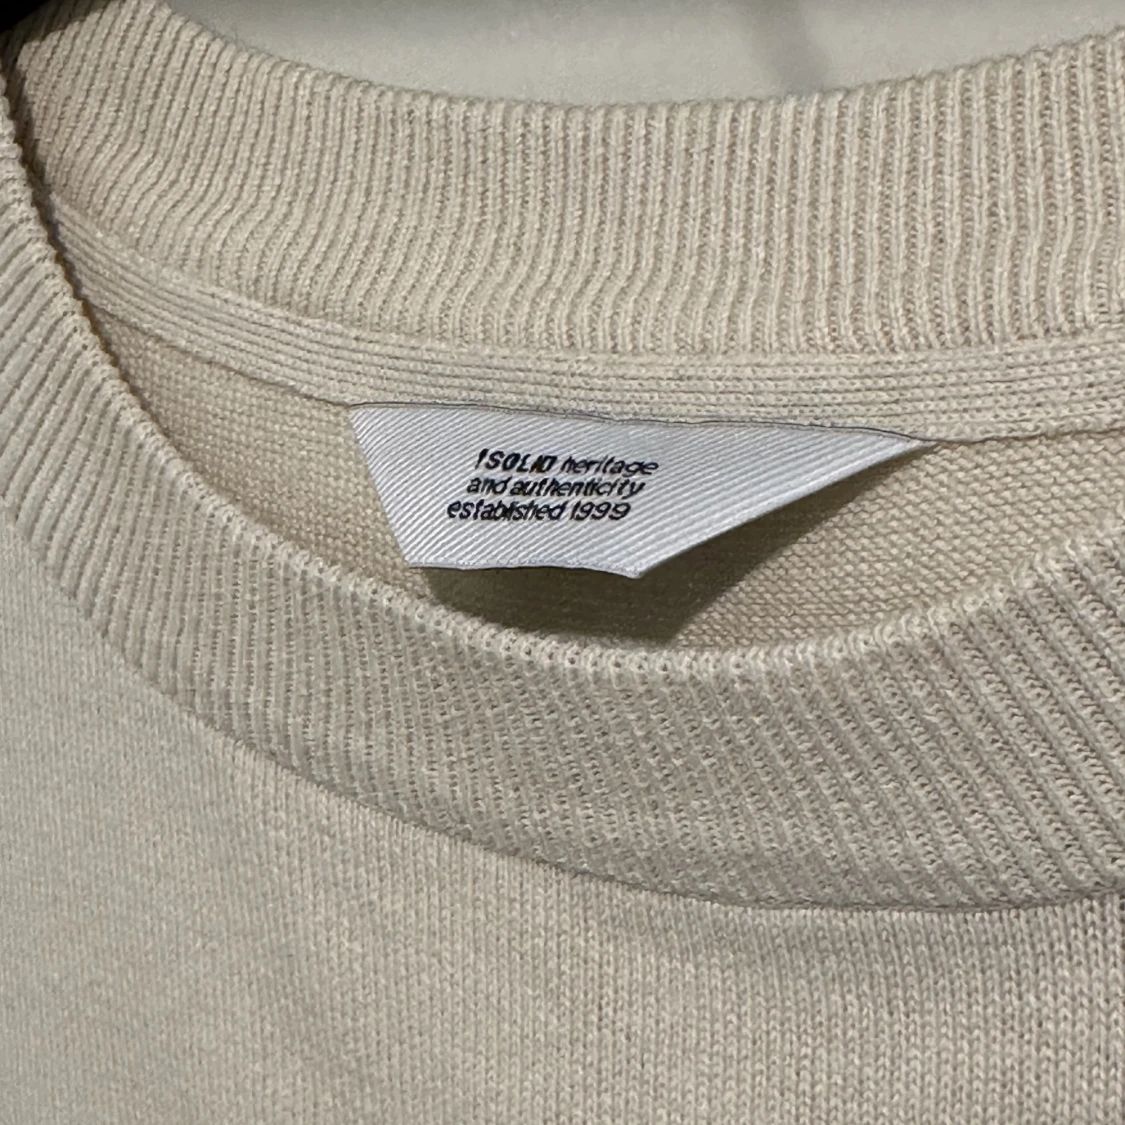 !SOLID heritage
and authenticity
established 1999